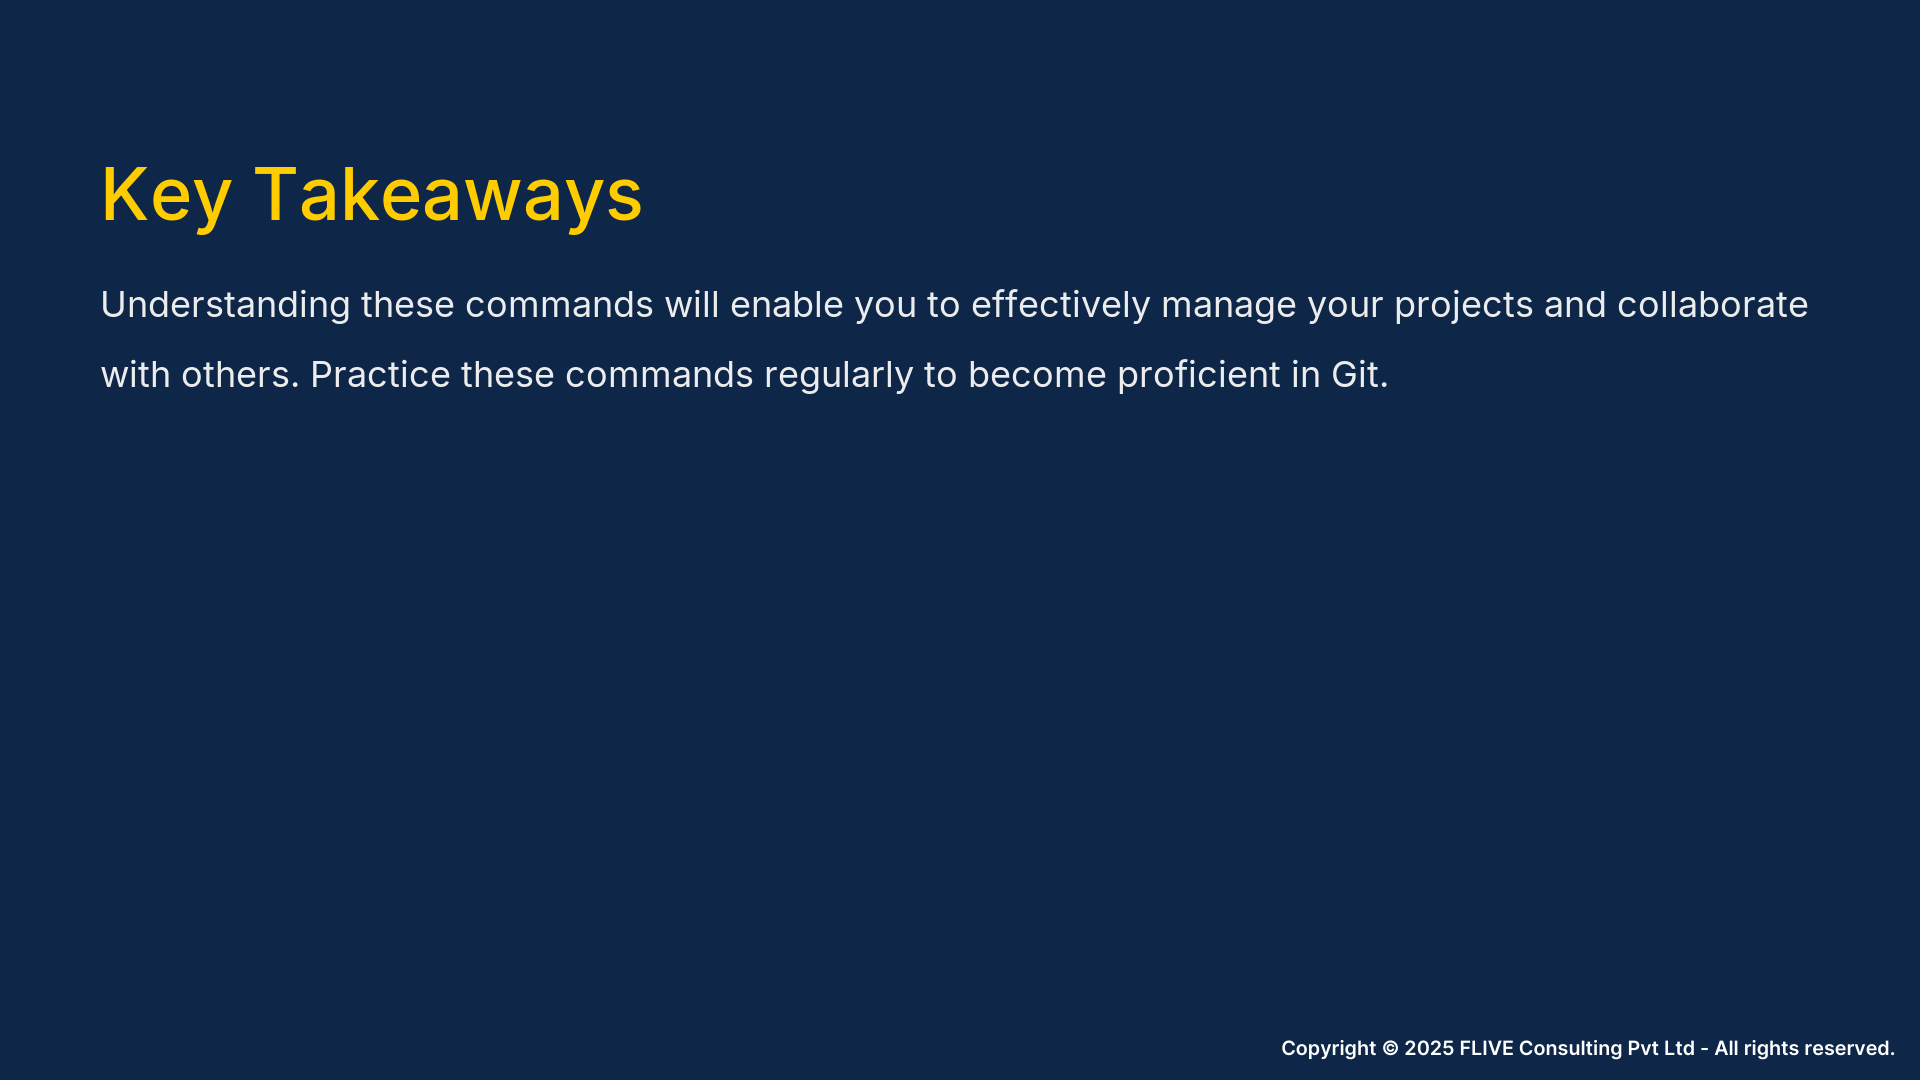 Key Takeaways
Understanding these commands will enable you to effectively manage your projects and collaborate
with others. Practice these commands regularly to become proficient in Git.
Copyright © 2025 FLIVE Consulting Pvt Ltd - All rights reserved.